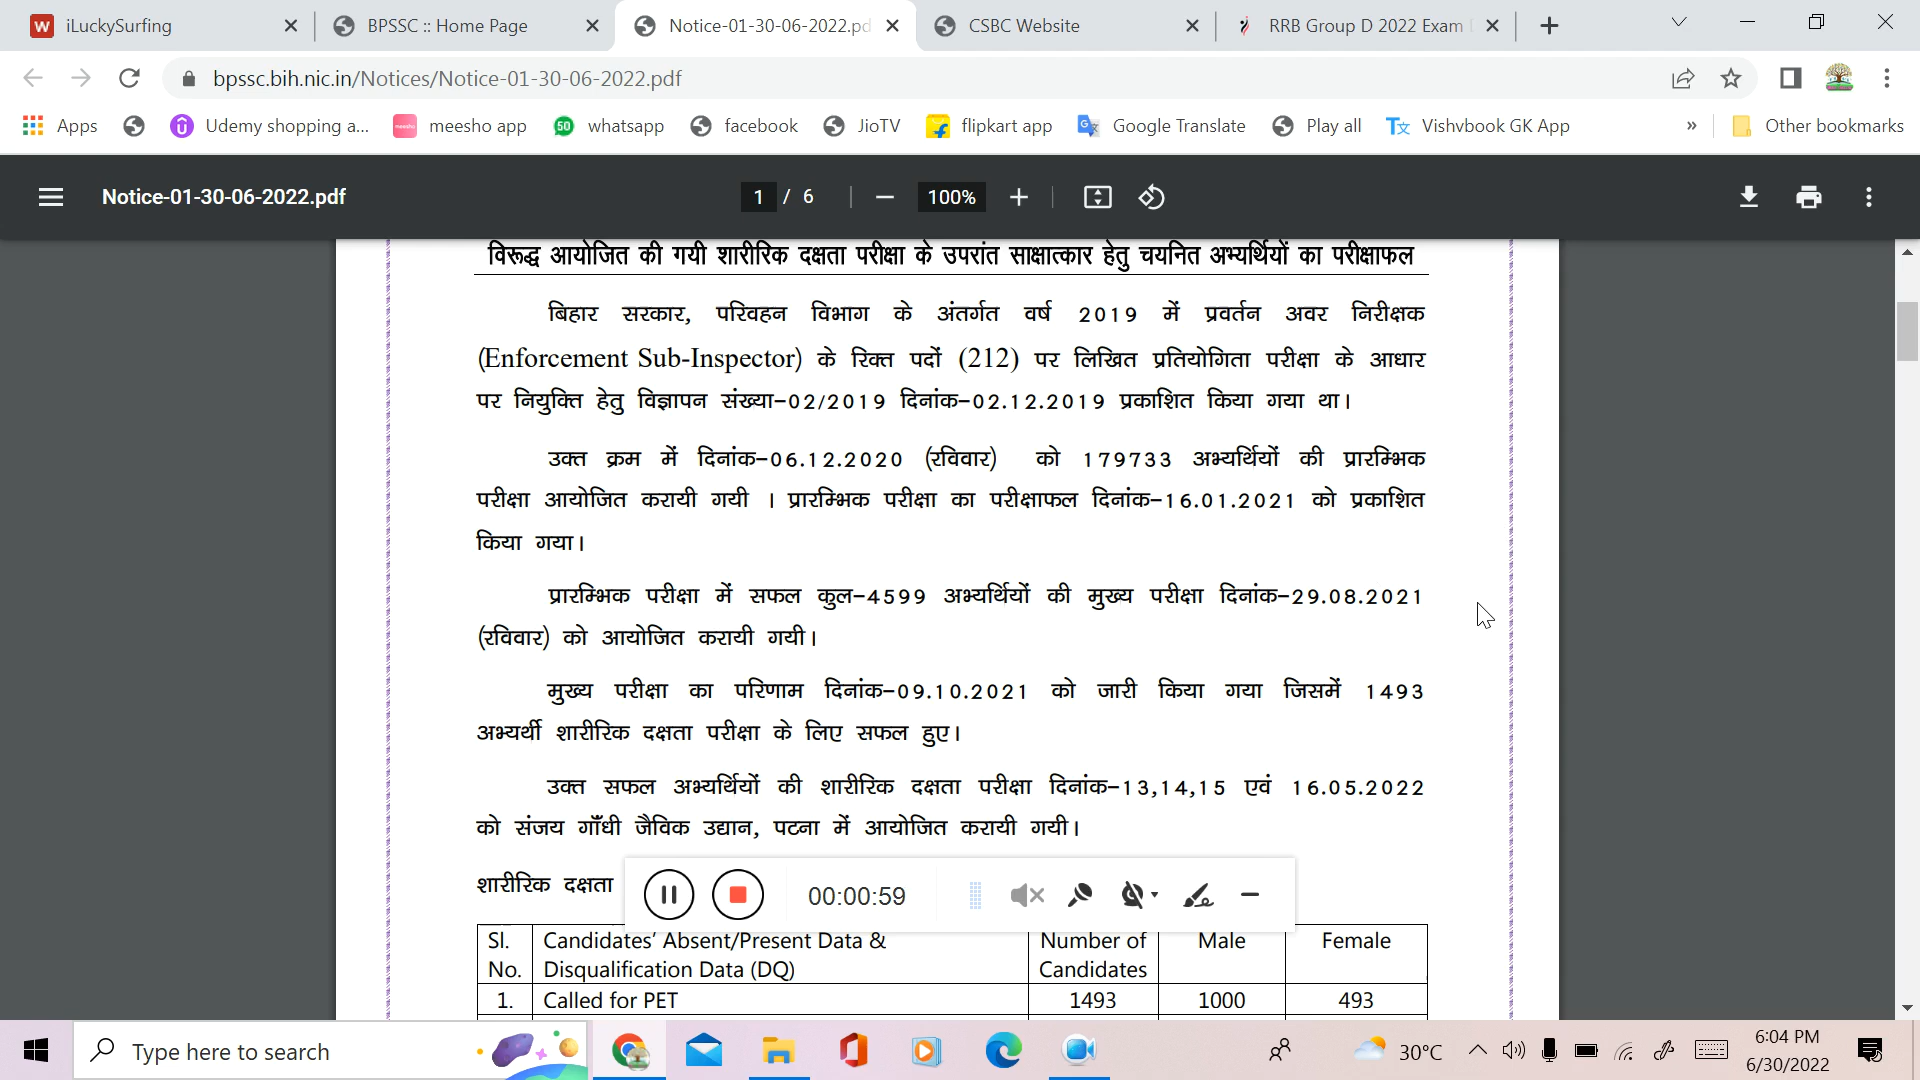 iLuckySurfing
BPSSC :: Home Page
Notice-01-30-06-2022.pd
CSBC Website
RRB Group D 2022 Exam
bpssc.bih.nic.in/Notices/Notice-01-30-06-2022.pdf
Apps
Udemy shopping a...
meesho app
50
whatsapp
facebook
JioTV
flipkart app
Google Translate
Play all
Vishvbook GK App
»
Other bookmarks
Notice-01-30-06-2022.pdf
1 / 6
100%
विरूद्ध आयोजित की गयी शारीरिक दक्षता परीक्षा के उपरांत साक्षात्कार हेतु चयनित अभ्यर्थियों का परीक्षाफल
बिहार सरकार, परिवहन विभाग के अंतर्गत वर्ष 2019 में प्रवर्तन अवर निरीक्षक
(Enforcement Sub-Inspector) के रिक्त पदों (212) पर लिखित प्रतियोगिता परीक्षा के आधार
पर नियुक्ति हेतु विज्ञापन संख्या-02/2019 दिनांक-02.12.2019 प्रकाशित किया गया था।
उक्त क्रम में दिनांक-06.12.2020 (रविवार) को 179733 अभ्यर्थियों की प्रारम्भिक
परीक्षा आयोजित करायी गयी । प्रारम्भिक परीक्षा का परीक्षाफल दिनांक-16.01.2021 को प्रकाशित
किया गया।
प्रारम्भिक परीक्षा में सफल कुल-4599 अभ्यर्थियों की मुख्य परीक्षा दिनांक-29.08.2021
(रविवार) को आयोजित करायी गयी।
मुख्य परीक्षा का परिणाम दिनांक-09.10.2021 को जारी किया गया जिसमें 1493
अभ्यर्थी शारीरिक दक्षता परीक्षा के लिए सफल हुए।
उक्त सफल अभ्यर्थियों की शारीरिक दक्षता परीक्षा दिनांक-13,14,15 एवं 16.05.2022
को संजय गाँधी जैविक उद्यान, पटना में आयोजित करायी गयी।
शारीरिक दक्षता
00:00:59
Sl. No. Candidates' Absent/Present Data & Disqualification Data (DQ) Number of Candidates Male Female
1. Called for PET 1493 1000 493
Type here to search
30°C
6:04 PM
6/30/2022